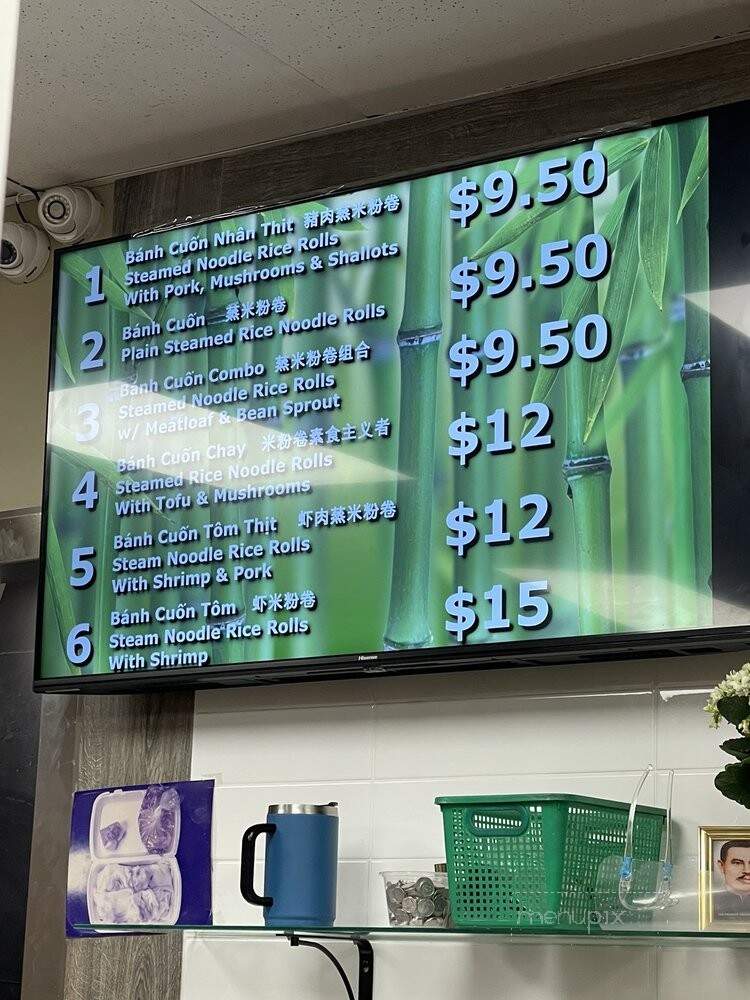 1 Bánh Cuốn Nhân Thịt 豬肉蒸米粉卷 $9.50
Steamed Noodle Rice Rolls
With Pork, Mushrooms & Shallots
2 Bánh Cuốn 蒸米粉卷 $9.50
Plain Steamed Rice Noodle Rolls
3 Bánh Cuốn Combo 蒸米粉卷组合 $9.50
Steamed Noodle Rice Rolls
w/ Meatloaf & Bean Sprout
4 Bánh Cuốn Chay 米粉卷素食主义者 $12
Steamed Rice Noodle Rolls
With Tofu & Mushrooms
5 Bánh Cuốn Tôm Thịt 虾肉蒸米粉卷 $12
Steam Noodle Rice Rolls
With Shrimp & Pork
6 Bánh Cuốn Tôm 虾米粉卷 $15
Steam Noodle Rice Rolls
With Shrimp
Hisense
menupix